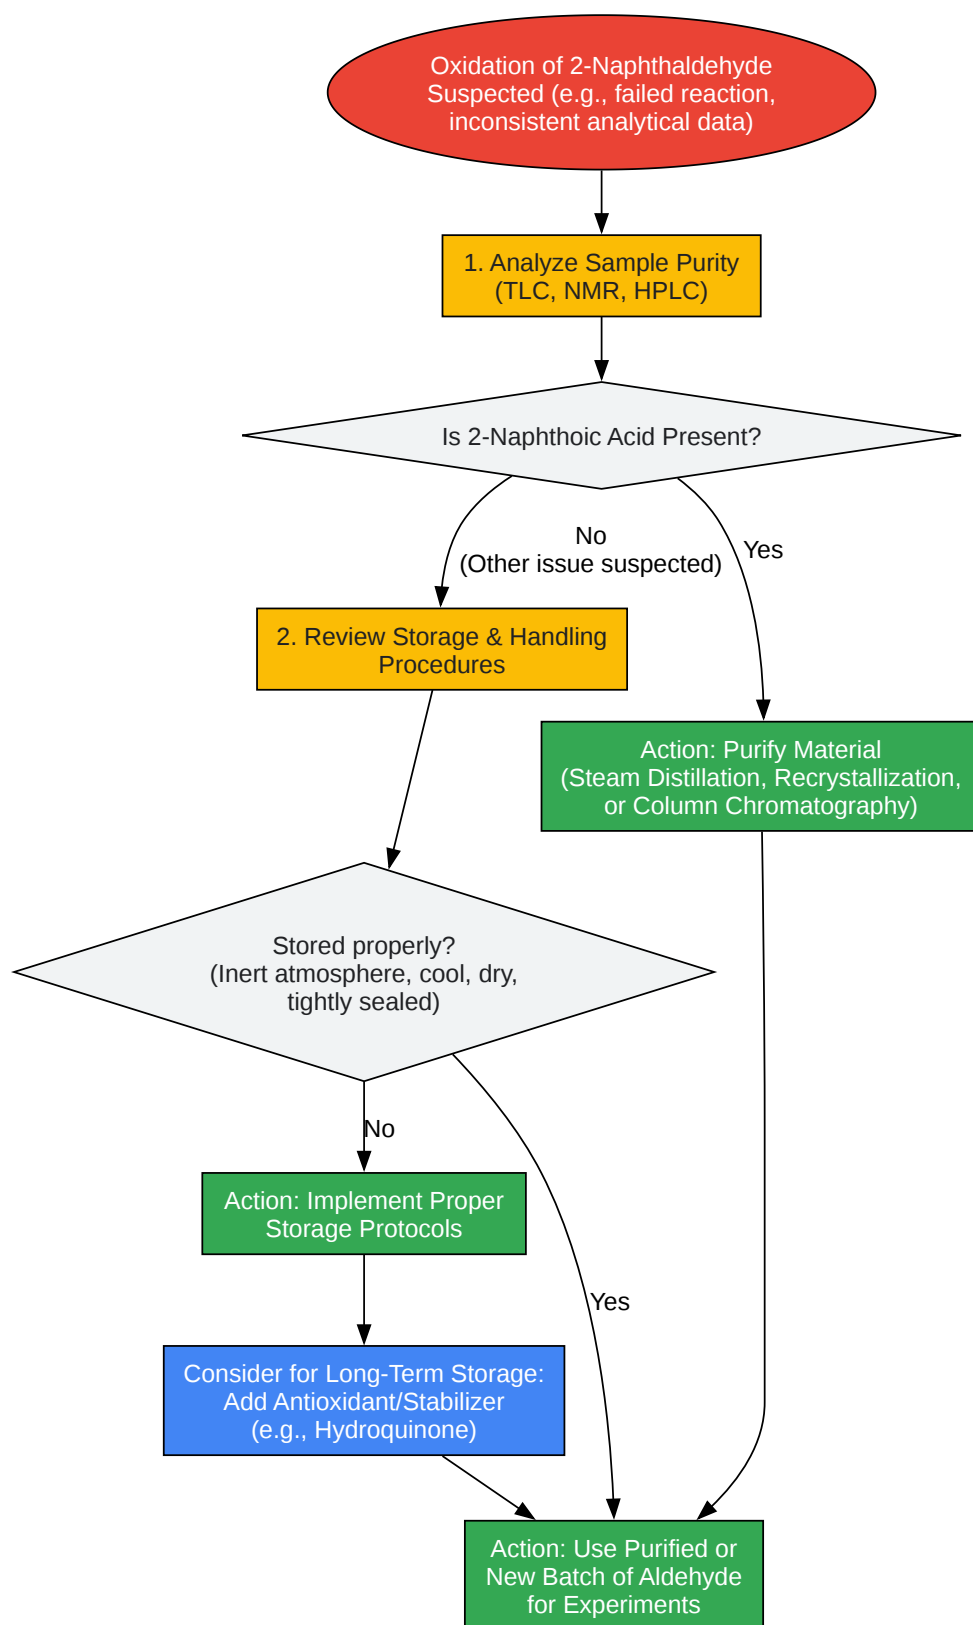 Oxidation of 2-Naphthaldehyde
Suspected (e.g., failed reaction,
inconsistent analytical data)
1. Analyze Sample Purity
(TLC, NMR, HPLC)
Is 2-Naphthoic Acid Present?
No
(Other issue suspected)
Yes
2. Review Storage & Handling
Procedures
Action: Purify Material
(Steam Distillation, Recrystallization,
or Column Chromatography)
Stored properly?
(Inert atmosphere, cool, dry,
tightly sealed)
No
Action: Implement Proper
Storage Protocols
Yes
Consider for Long-Term Storage:
Add Antioxidant/Stabilizer
(e.g., Hydroquinone)
Action: Use Purified or
New Batch of Aldehyde
for Experiments